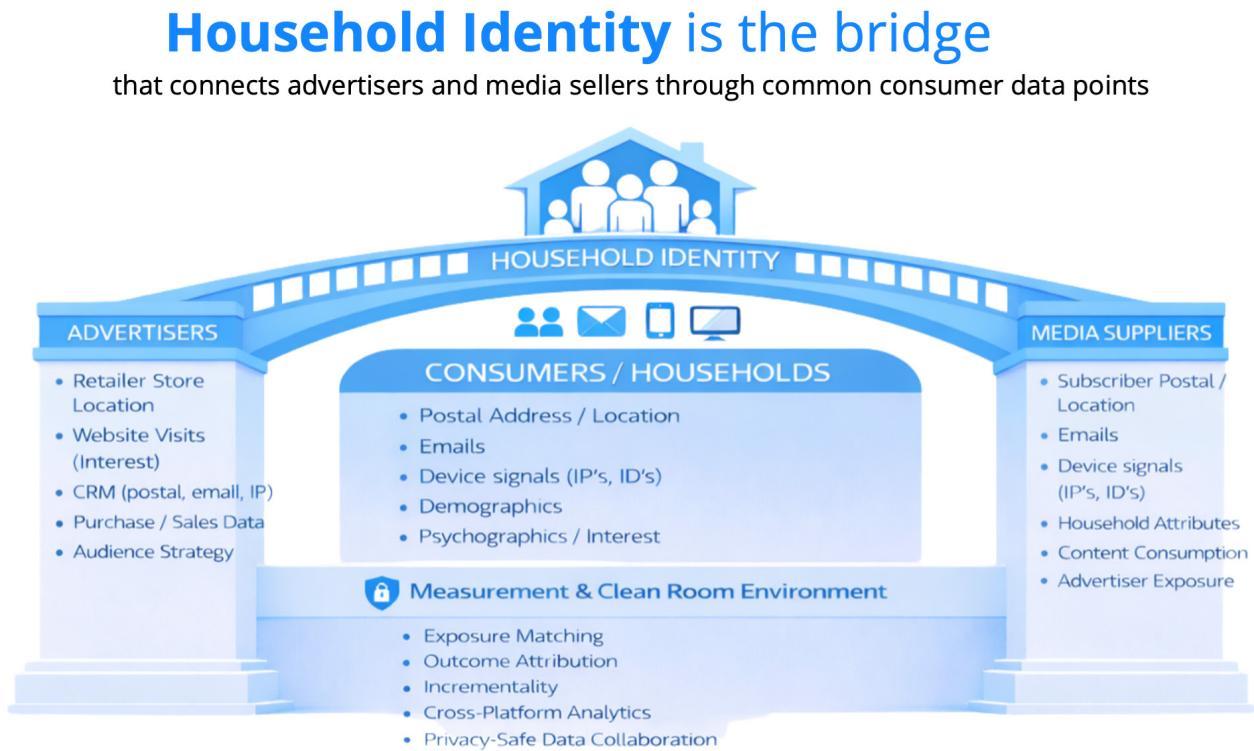 Household Identity is the bridge
that connects advertisers and media sellers through common consumer data points
HOUSEHOLD IDENTITY
ADVERTISERS
• Retailer Store
Location
• Website Visits
(Interest)
• CRM (postal, email, IP)
• Purchase / Sales Data
• Audience Strategy
CONSUMERS / HOUSEHOLDS
• Postal Address / Location
• Emails
• Device signals (IP's, ID's)
• Demographics
• Psychographics / Interest
MEDIA SUPPLIERS
• Subscriber Postal /
Location
• Emails
• Device signals
(IP's, ID's)
• Household Attributes
• Content Consumption
• Advertiser Exposure
Measurement & Clean Room Environment
• Exposure Matching
• Outcome Attribution
• Incrementality
• Cross-Platform Analytics
• Privacy-Safe Data Collaboration